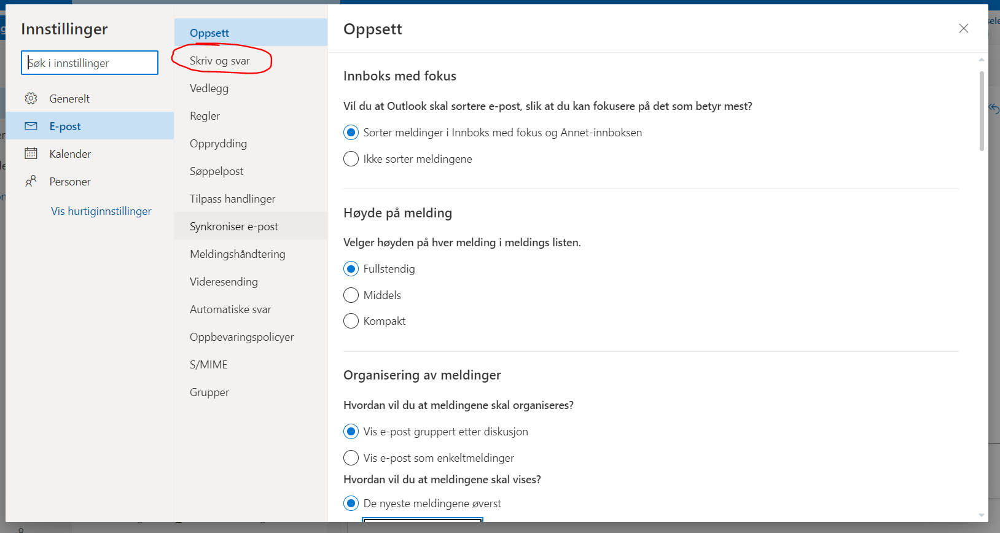 Innstillinger
Søk i innstillinger
Generelt
E-post
Kalender
Personer
Vis hurtiginnstillinger
Oppsett
Skriv og svar
Vedlegg
Regler
Opprydding
Søppelpost
Tilpass handlinger
Synkroniser e-post
Meldingshåndtering
Videresending
Automatiske svar
Oppbevaringspolicyer
S/MIME
Grupper
Oppsett
Innboks med fokus
Vil du at Outlook skal sortere e-post, slik at du kan fokusere på det som betyr mest?
Sorter meldinger i Innboks med fokus og Annet-innboksen
Ikke sorter meldingene
Høyde på melding
Velger høyden på hver melding i meldings listen.
Fullstendig
Middels
Kompakt
Organisering av meldinger
Hvordan vil du at meldingene skal organiseres?
Vis e-post gruppert etter diskusjon
Vis e-post som enkeltmeldinger
Hvordan vil du at meldingene skal vises?
De nyeste meldingene øverst